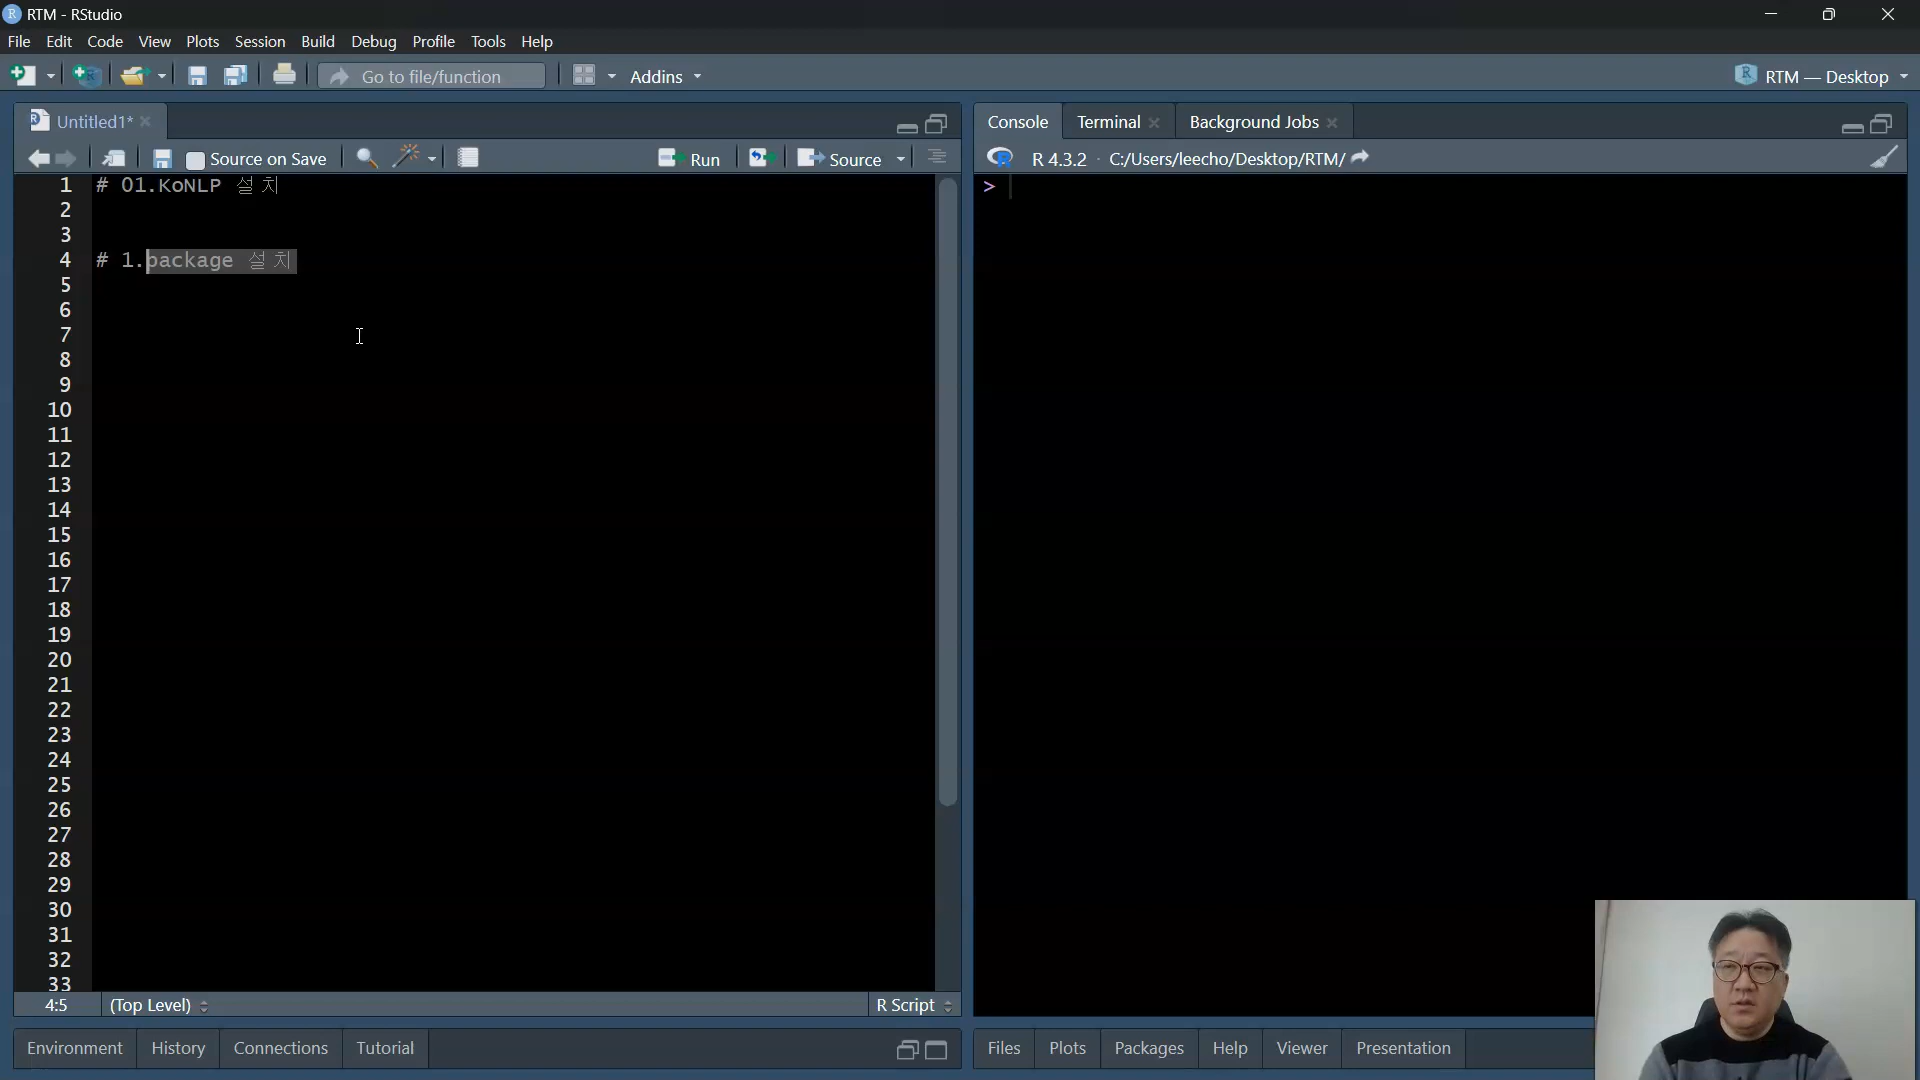 RTM - RStudio
File Edit Code View Plots Session Build Debug Profile Tools Help
Go to file/function Addins RTM — Desktop
Untitled1*
Source on Save Run Source
1 # 01.KoNLP 설치
2
3
4 # 1.package 설치
5
6
7
8
9
10
11
12
13
14
15
16
17
18
19
20
21
22
23
24
25
26
27
28
29
30
31
32
33
4:5 (Top Level) R Script
Environment History Connections Tutorial
Console Terminal Background Jobs
R 4.3.2 · C:/Users/leecho/Desktop/RTM/
>
Files Plots Packages Help Viewer Presentation